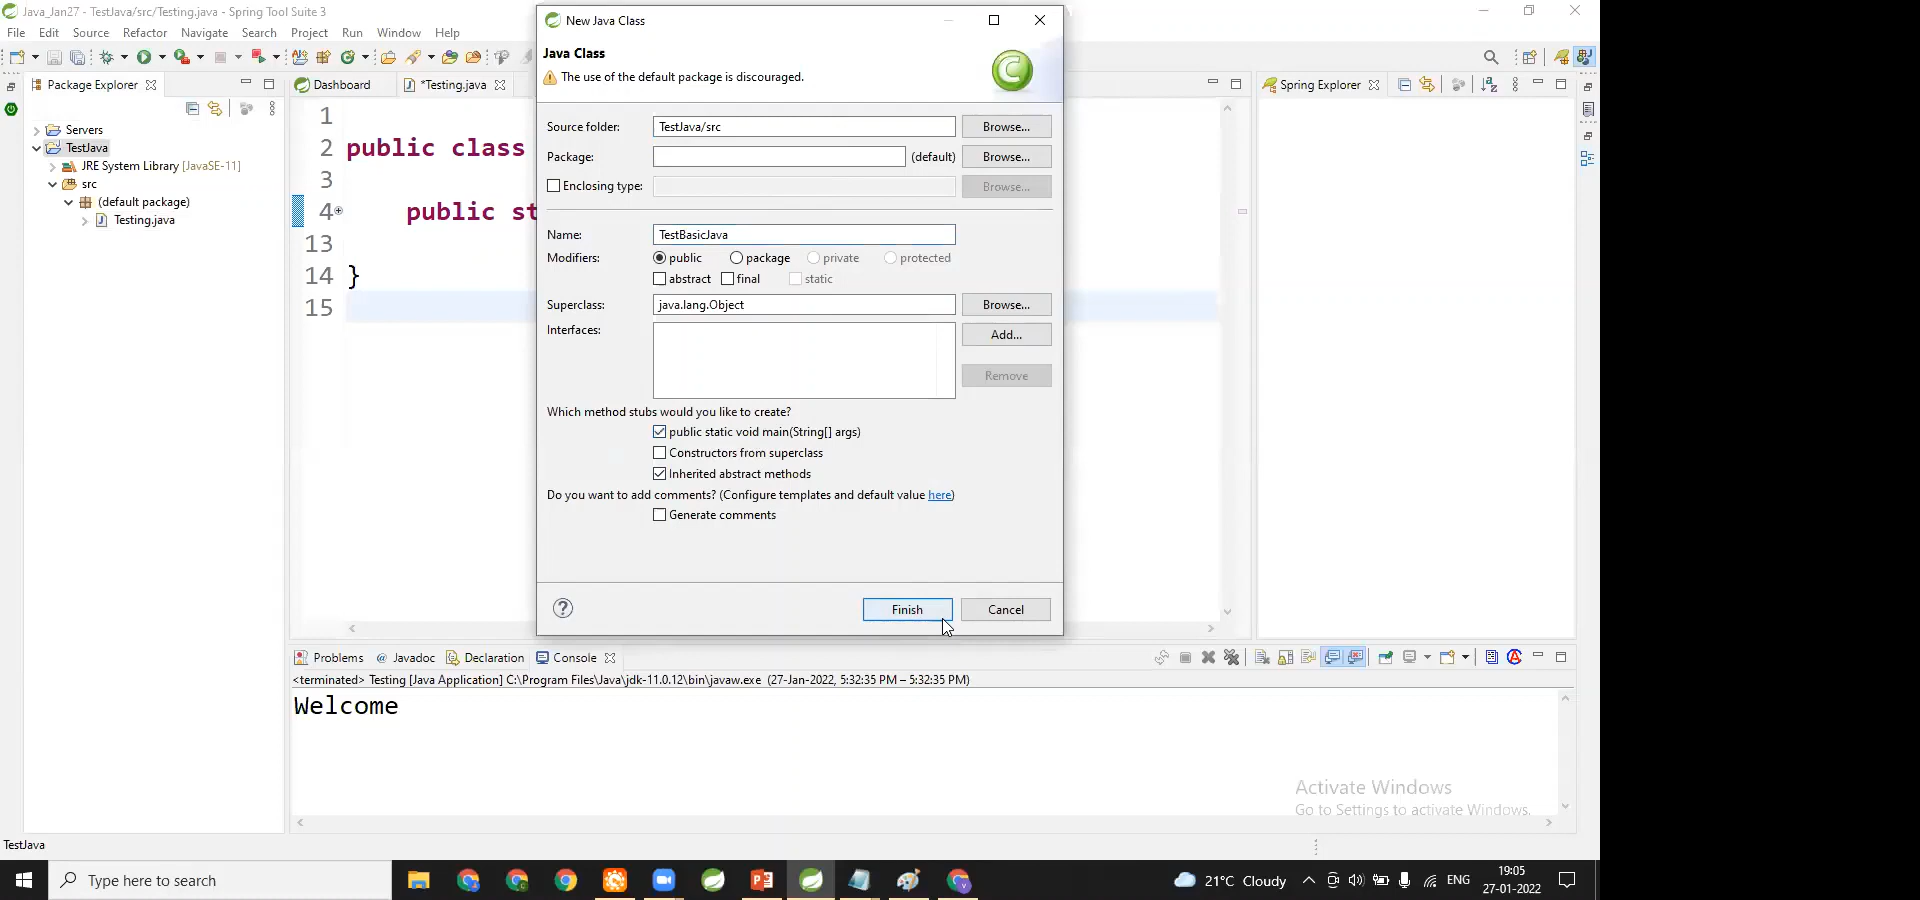 Java_Jan27 - TestJava/src/Testing.java - Spring Tool Suite 3
File Edit Source Refactor Navigate Search Project Run Window Help
Package Explorer
Servers
TestJava
JRE System Library [JavaSE-11]
src
(default package)
Testing.java
Dashboard *Testing.java
1
2 public class
3
4 public st
13
14 }
15
New Java Class
Java Class
The use of the default package is discouraged.
Source folder: TestJava/src Browse...
Package: (default) Browse...
Enclosing type: Browse...
Name: TestBasicJava
Modifiers: public package private protected
abstract final static
Superclass: java.lang.Object Browse...
Interfaces: Add...
Remove
Which method stubs would you like to create?
public static void main(String[] args)
Constructors from superclass
Inherited abstract methods
Do you want to add comments? (Configure templates and default value here)
Generate comments
Finish Cancel
Spring Explorer
Problems Javadoc Declaration Console
<terminated> Testing [Java Application] C:\Program Files\Java\jdk-11.0.12\bin\javaw.exe (27-Jan-2022, 5:32:35 PM – 5:32:35 PM)
Welcome
Activate Windows
Go to Settings to activate Windows.
TestJava
Type here to search
21°C Cloudy
ENG
19:05
27-01-2022